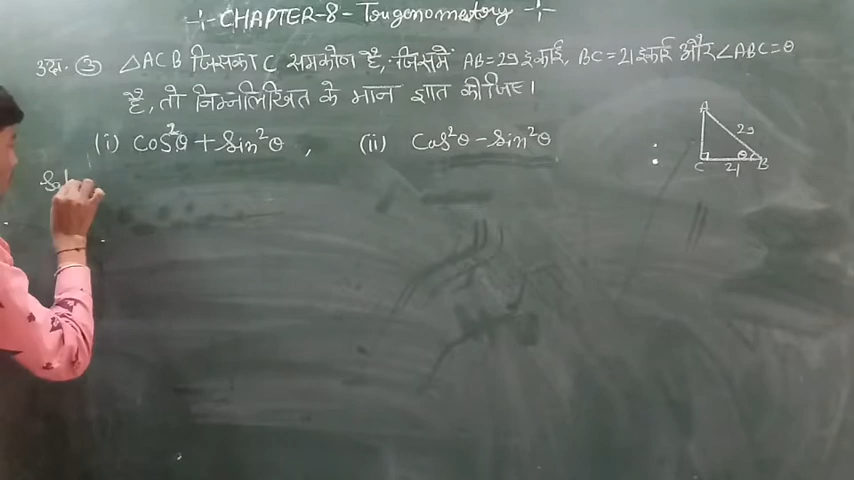 -:- CHAPTER-8 - Trigenomestory -:-
उदा. ③ △ACB जिसका C समकोण है, जिसमें AB=29 इकाई, BC=21 इकाई और ∠ABC=θ
है, तो निम्नलिखित के मान ज्ञात कीजिए।
(i) Cos²θ + Sin²θ , (ii) Cos²θ - Sin²θ :
A
29
C 21 θ B
Sol